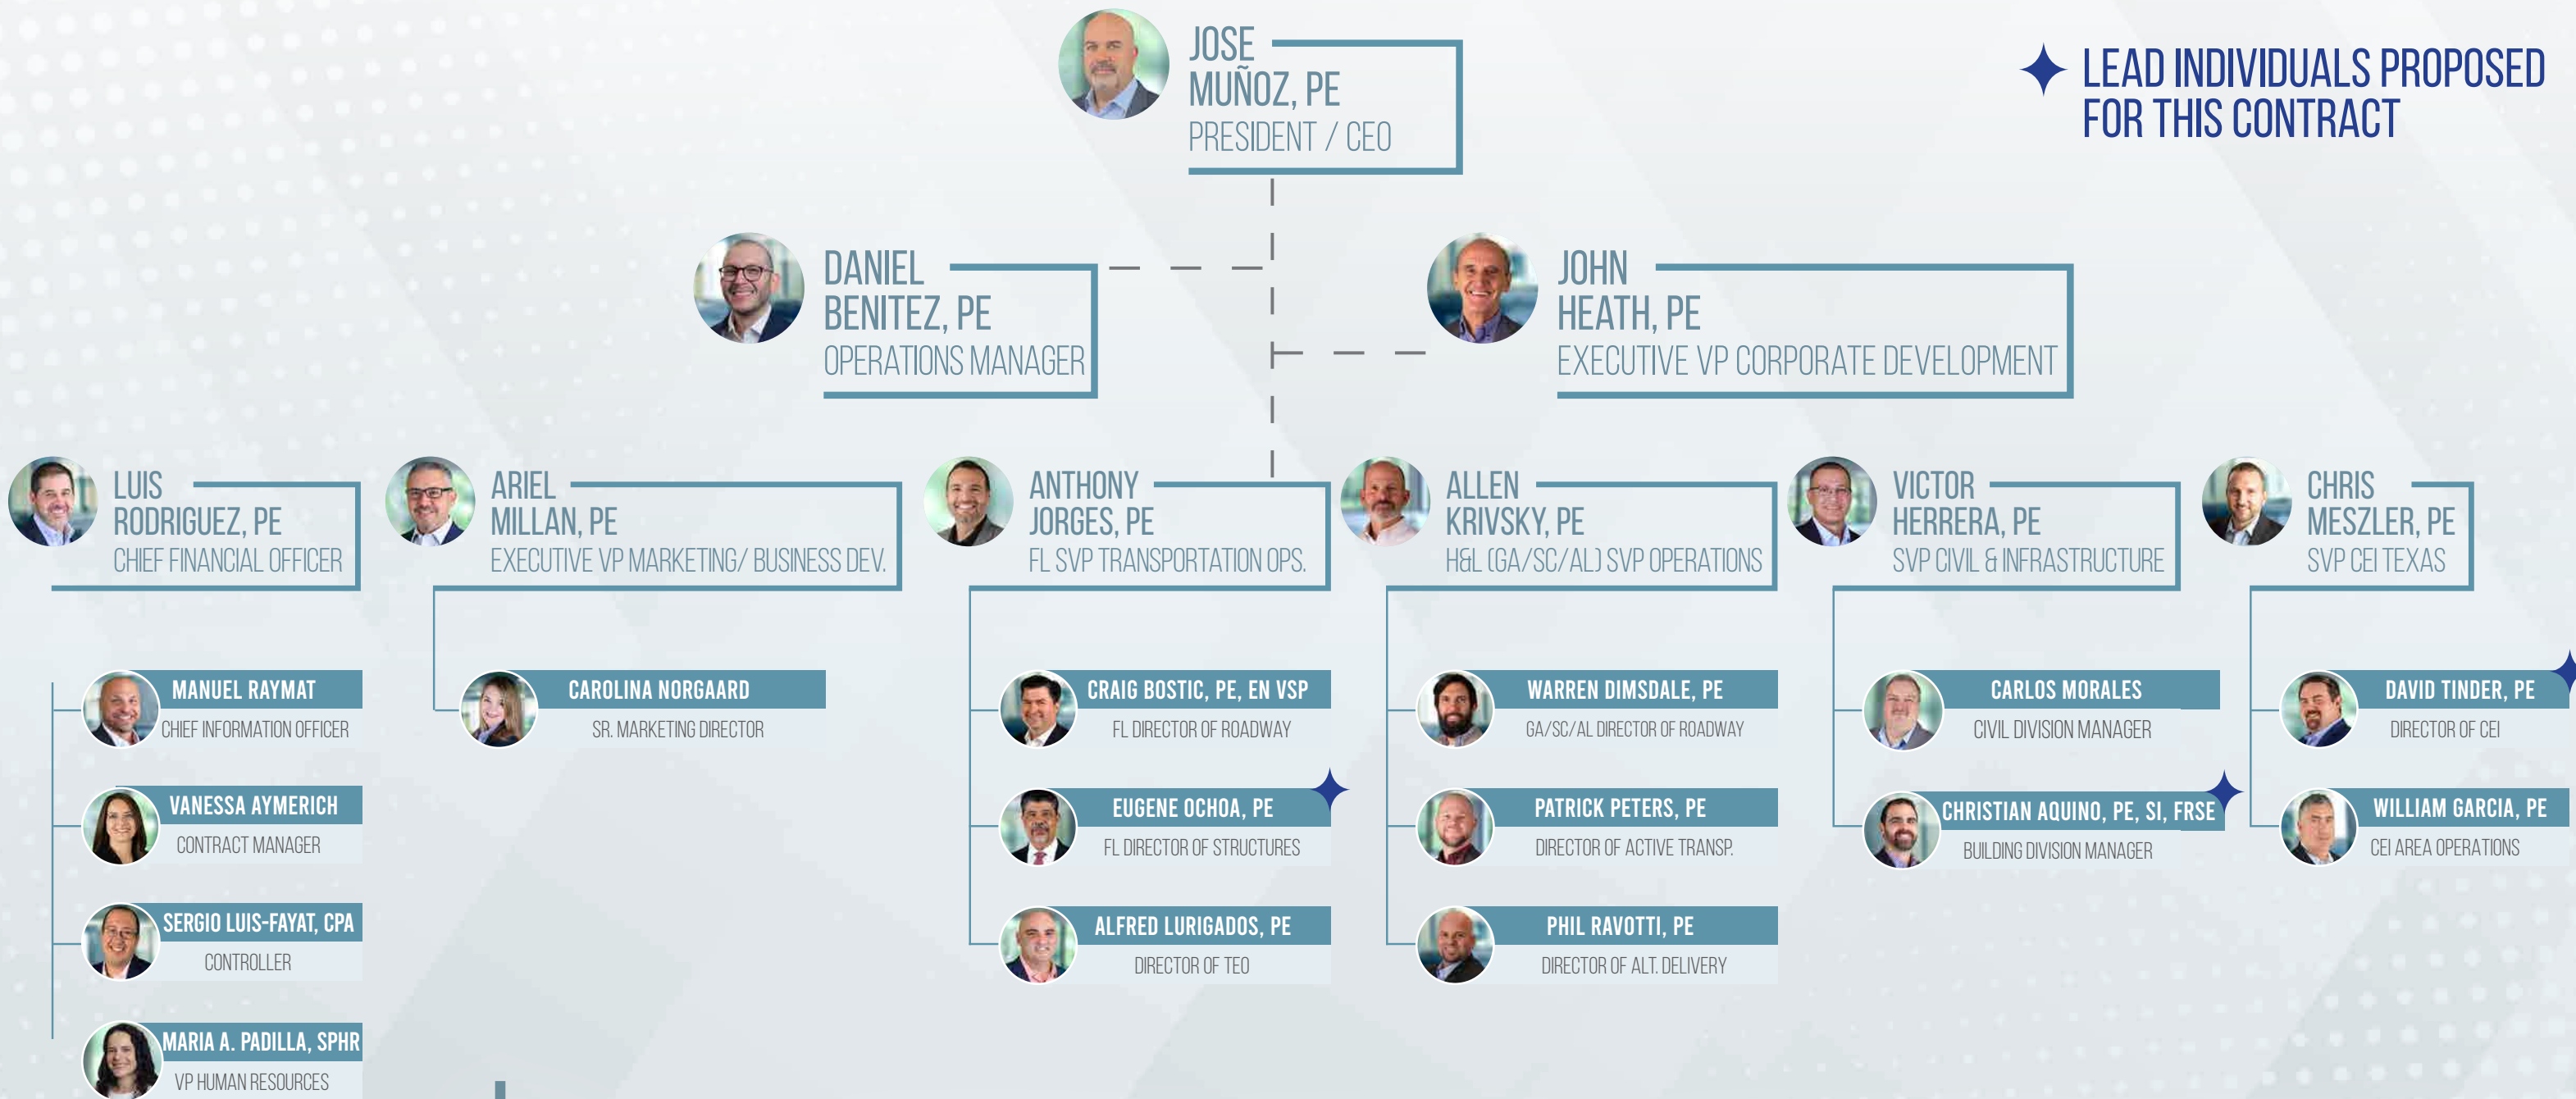 JOSE
MUÑOZ, PE
PRESIDENT / CEO
LEAD INDIVIDUALS PROPOSED
FOR THIS CONTRACT
DANIEL
BENITEZ, PE
OPERATIONS MANAGER
JOHN
HEATH, PE
EXECUTIVE VP CORPORATE DEVELOPMENT
LUIS
RODRIGUEZ, PE
CHIEF FINANCIAL OFFICER
MANUEL RAYMAT
CHIEF INFORMATION OFFICER
VANESSA AYMERICH
CONTRACT MANAGER
SERGIO LUIS-FAYAT, CPA
CONTROLLER
MARIA A. PADILLA, SPHR
VP HUMAN RESOURCES
ARIEL
MILLAN, PE
EXECUTIVE VP MARKETING/ BUSINESS DEV.
CAROLINA NORGAARD
SR. MARKETING DIRECTOR
ANTHONY
JORGES, PE
FL SVP TRANSPORTATION OPS.
CRAIG BOSTIC, PE, EN VSP
FL DIRECTOR OF ROADWAY
EUGENE OCHOA, PE
FL DIRECTOR OF STRUCTURES
ALFRED LURIGADOS, PE
DIRECTOR OF TEO
ALLEN
KRIVSKY, PE
H&L (GA/SC/AL) SVP OPERATIONS
WARREN DIMSDALE, PE
GA/SC/AL DIRECTOR OF ROADWAY
PATRICK PETERS, PE
DIRECTOR OF ACTIVE TRANSP.
PHIL RAVOTTI, PE
DIRECTOR OF ALT. DELIVERY
VICTOR
HERRERA, PE
SVP CIVIL & INFRASTRUCTURE
CARLOS MORALES
CIVIL DIVISION MANAGER
CHRISTIAN AQUINO, PE, SI, FRSE
BUILDING DIVISION MANAGER
CHRIS
MESZLER, PE
SVP CEI TEXAS
DAVID TINDER, PE
DIRECTOR OF CEI
WILLIAM GARCIA, PE
CEI AREA OPERATIONS